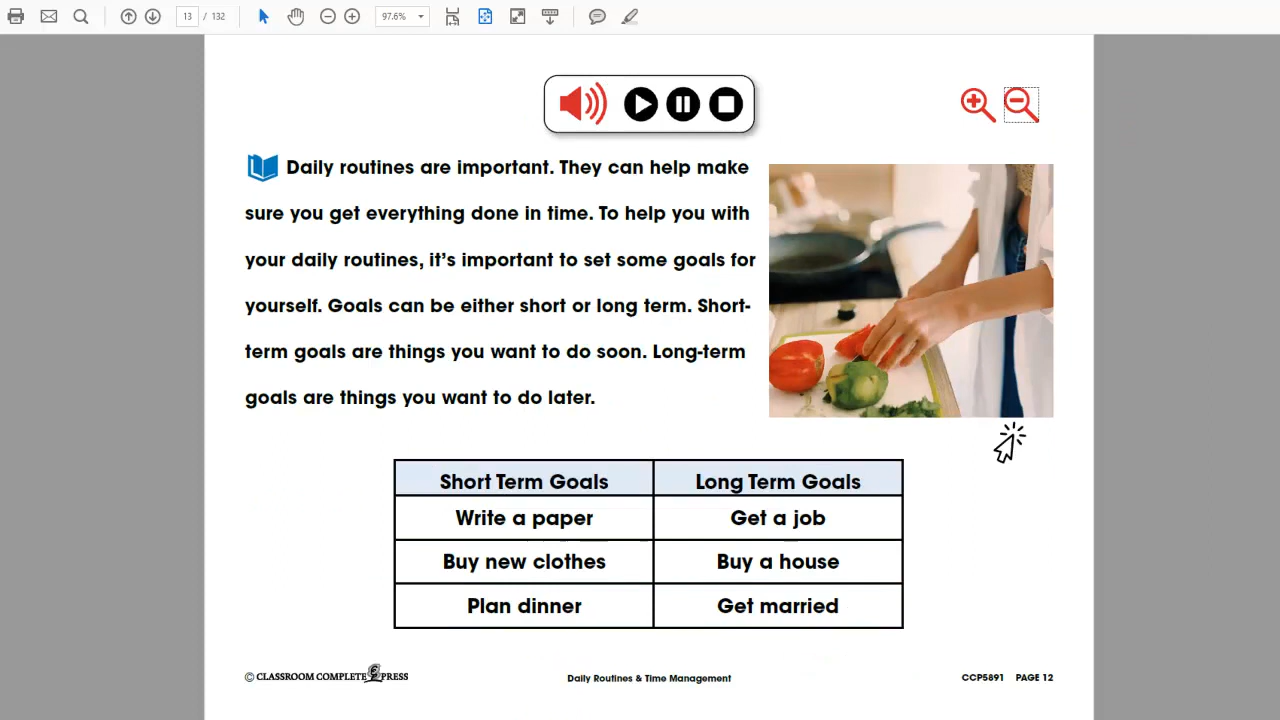 13 / 132
97.6%
Daily routines are important. They can help make
sure you get everything done in time. To help you with
your daily routines, it's important to set some goals for
yourself. Goals can be either short or long term. Short-
term goals are things you want to do soon. Long-term
goals are things you want to do later.
Short Term Goals Long Term Goals
Write a paper Get a job
Buy new clothes Buy a house
Plan dinner Get married
© CLASSROOM COMPLETE PRESS Daily Routines & Time Management CCP5891 PAGE 12